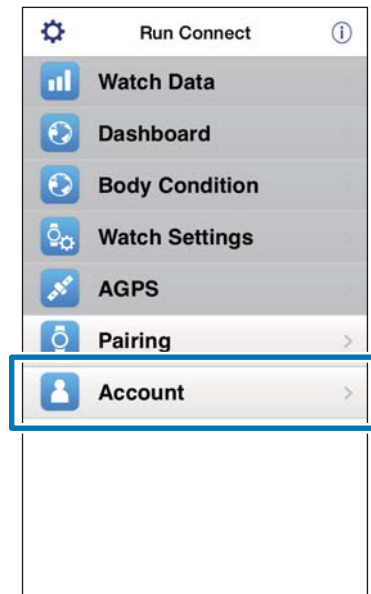 Run Connect
Watch Data
Dashboard
Body Condition
Watch Settings
AGPS
Pairing
Account